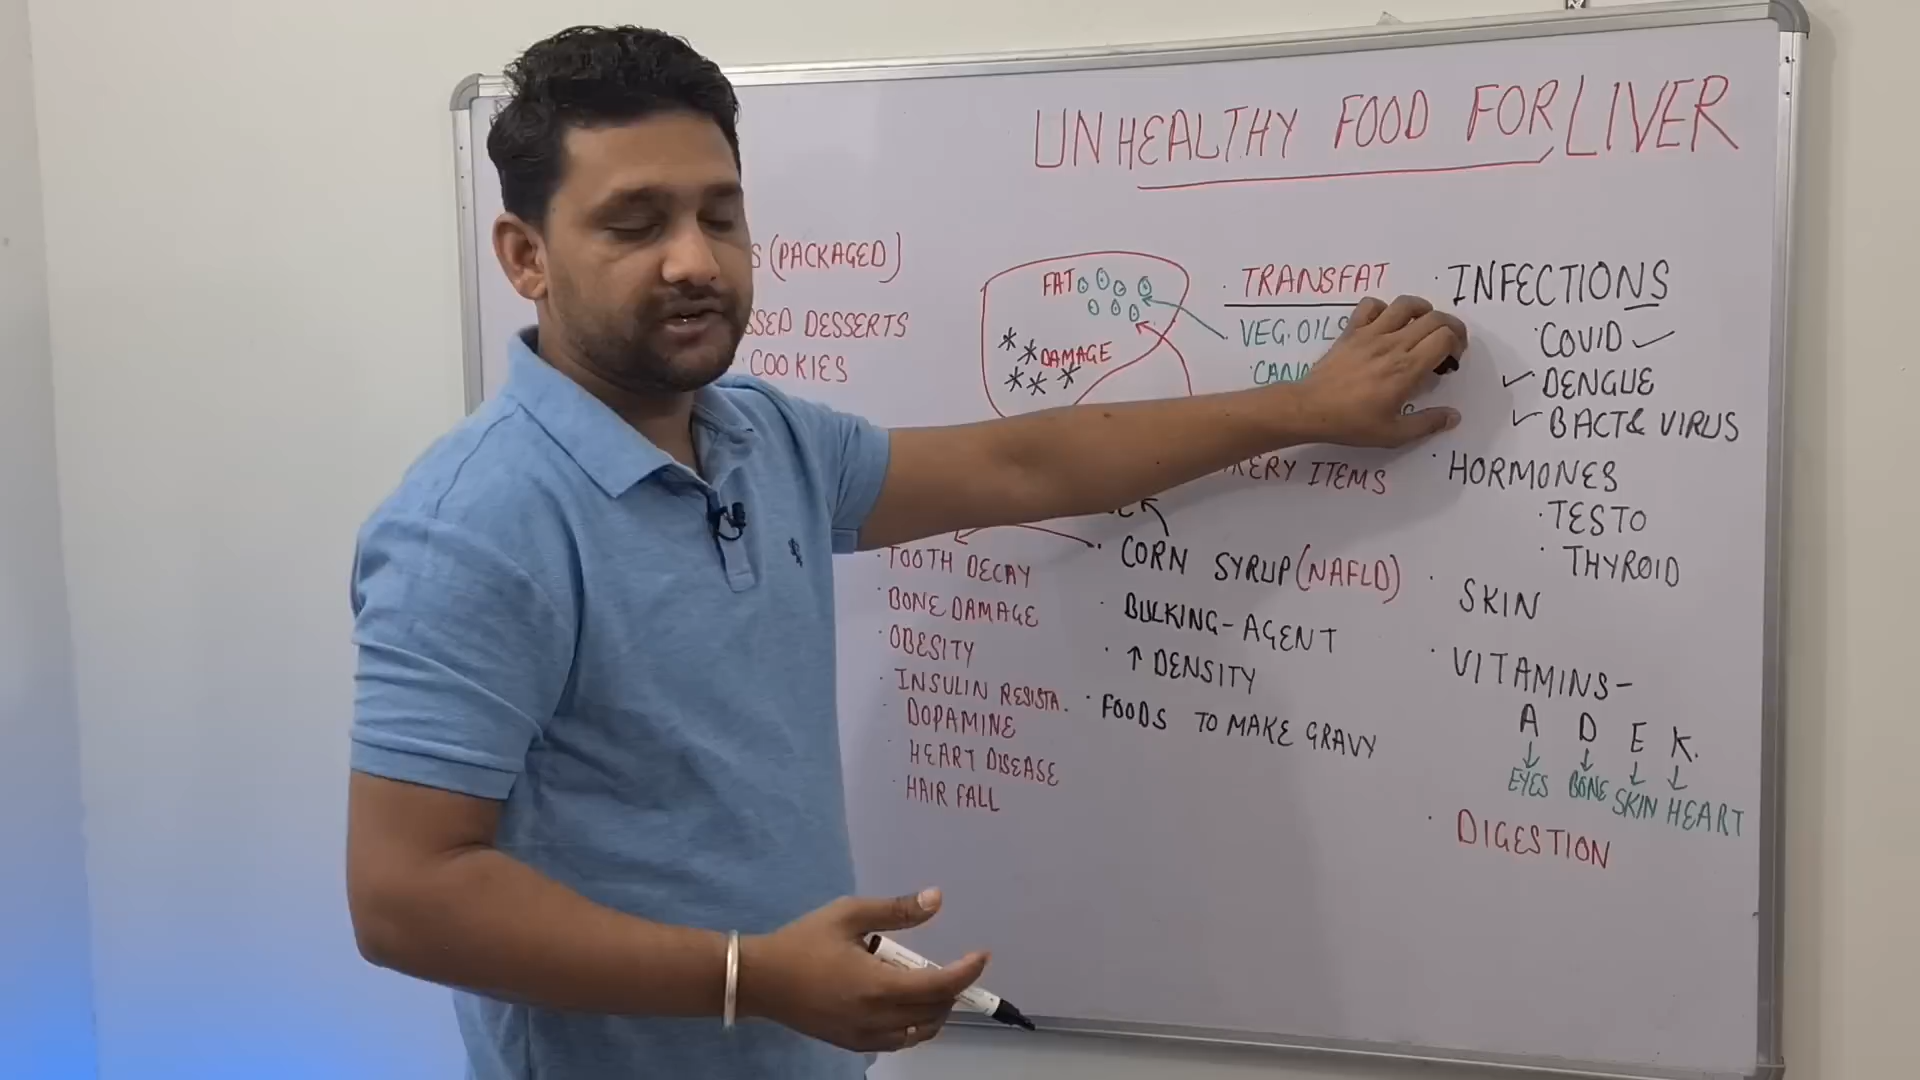 UNHEALTHY FOOD FOR LIVER
(PACKAGED)
DESSERTS
COOKIES
FAT
DAMAGE
TOOTH DECAY
BONE DAMAGE
OBESITY
INSULIN RESISTA.
DOPAMINE
HEART DISEASE
HAIR FALL
TRANSFAT
VEG. OILS
ITEMS
CORN SYRUP (NAFLD)
BULKING-AGENT
↑ DENSITY
FOODS TO MAKE GRAVY
INFECTIONS
COVID ✓
✓ DENGUE
✓ BACT& VIRUS
HORMONES
TESTO
THYROID
SKIN
VITAMINS-
A D E K.
↓ ↓ ↓ ↓
EYES BONE SKIN HEART
DIGESTION